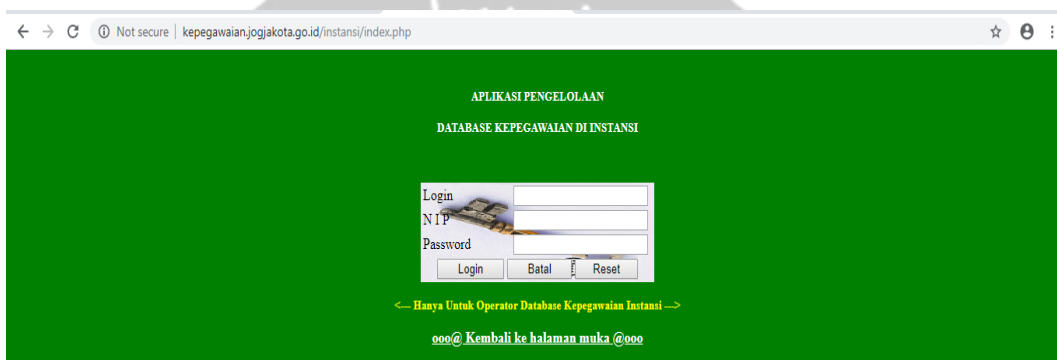 Not secure | kepegawaian.jogjakota.go.id/instansi/index.php
APLIKASI PENGELOLAAN
DATABASE KEPEGAWAIAN DI INSTANSI
Login
N I P
Password
Login Batal Reset
<--- Hanya Untuk Operator Database Kepegawaian Instansi --->
ooo@ Kembali ke halaman muka @ooo